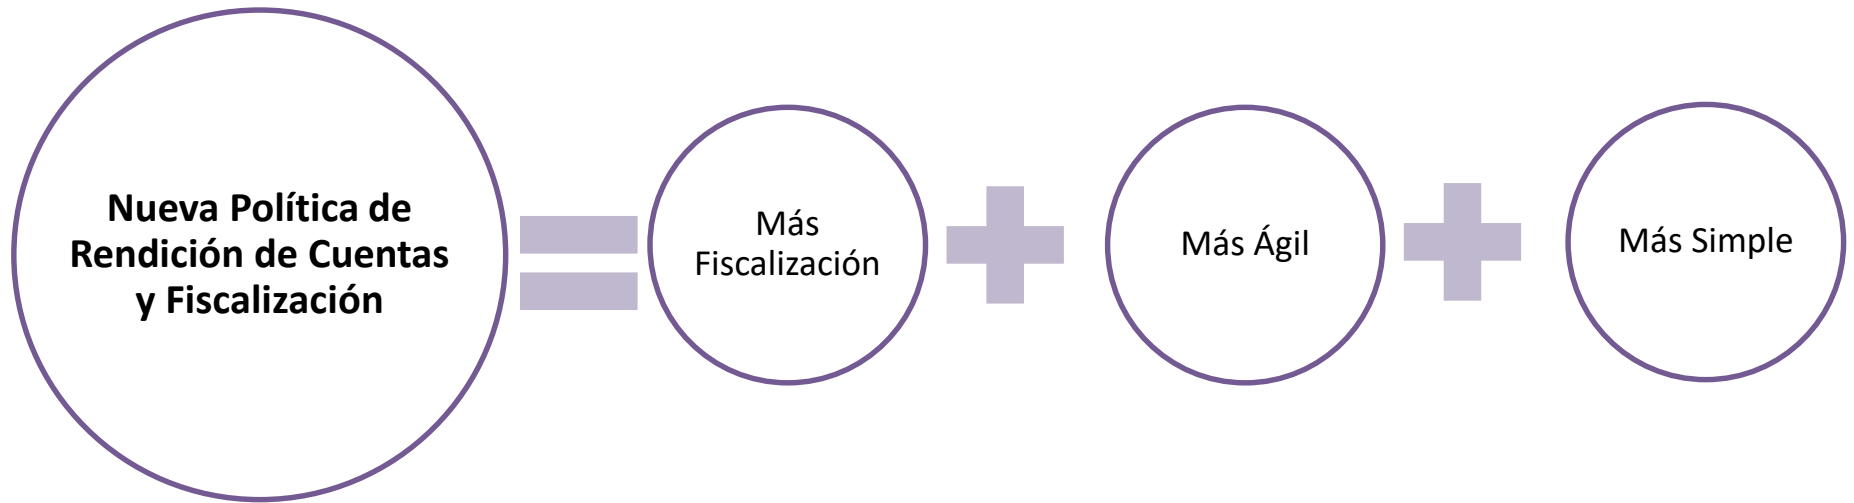 Nueva Política de
Rendición de Cuentas
y Fiscalización
Más
Fiscalización
Más Ágil
Más Simple